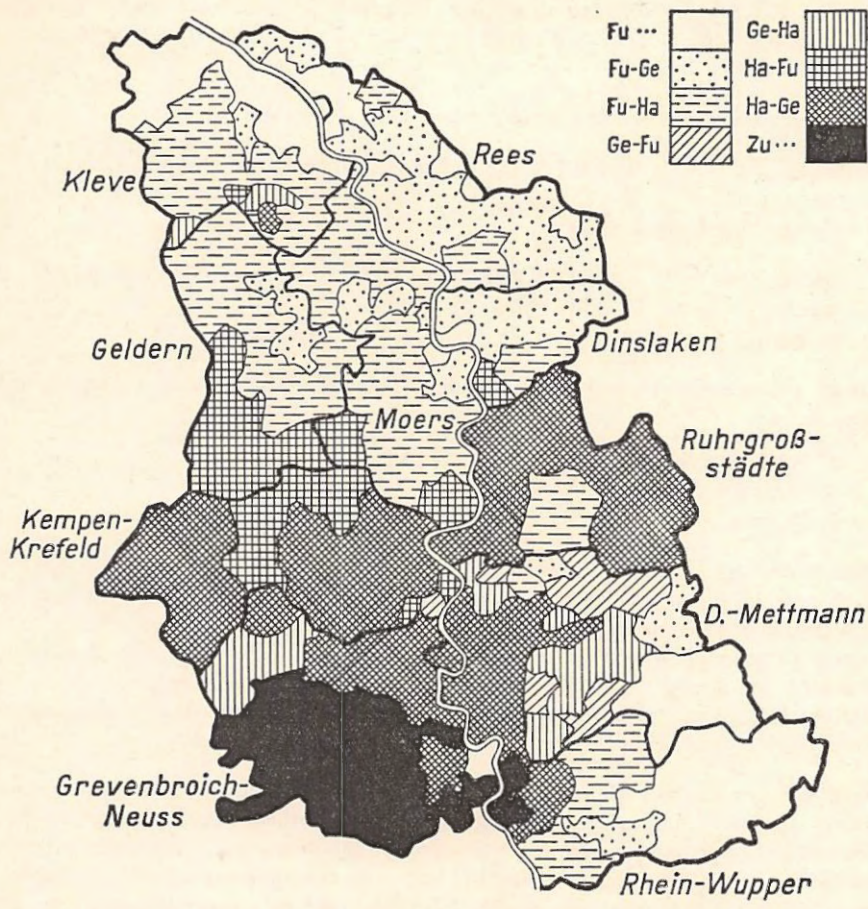 Fu ··· Ge-Ha
Fu-Ge Ha-Fu
Fu-Ha Ha-Ge
Ge-Fu Zu ···
Rees
Kleve
Geldern
Dinslaken
Moers
Ruhrgroß-
städte
Kempen-
Krefeld
D.-Mettmann
Grevenbroich-
Neuss
Rhein-Wupper